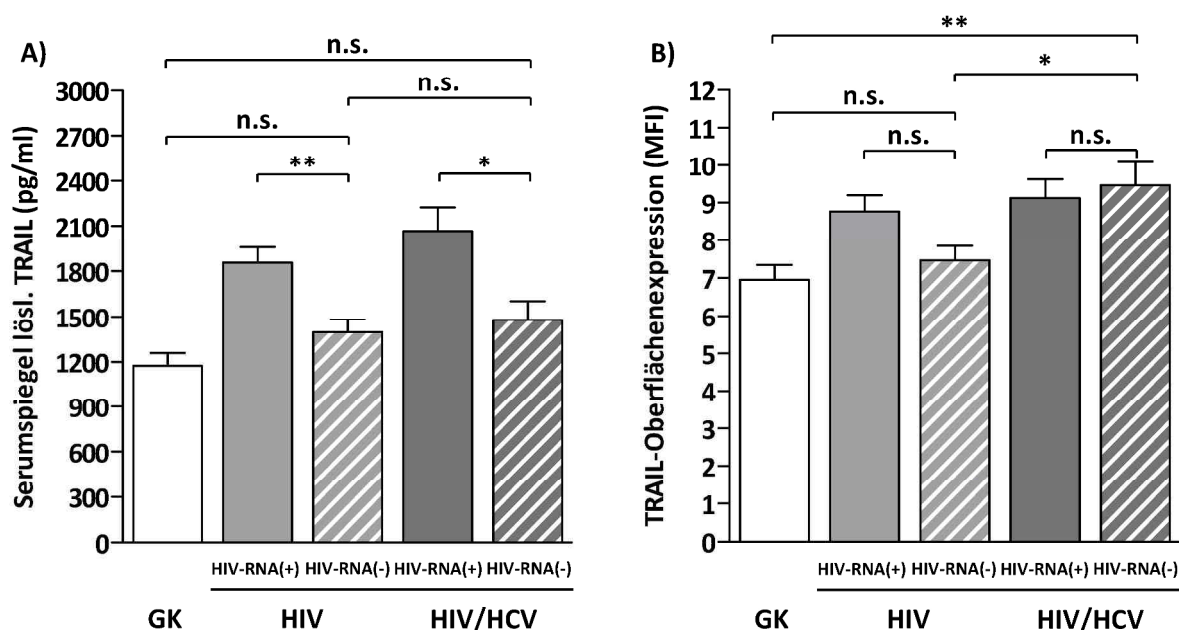 A)
n.s.
n.s.
n.s.
**
*
Serumspiegel lösl. TRAIL (pg/ml)
3000
2700
2400
2100
1800
1500
1200
900
600
300
0
HIV-RNA(+) HIV-RNA(-) HIV-RNA(+) HIV-RNA(-)
GK HIV HIV/HCV
B)
**
*
n.s.
n.s.
n.s.
TRAIL-Oberflächenexpression (MFI)
12
11
10
9
8
7
6
5
4
3
2
1
0
HIV-RNA(+) HIV-RNA(-) HIV-RNA(+) HIV-RNA(-)
GK HIV HIV/HCV